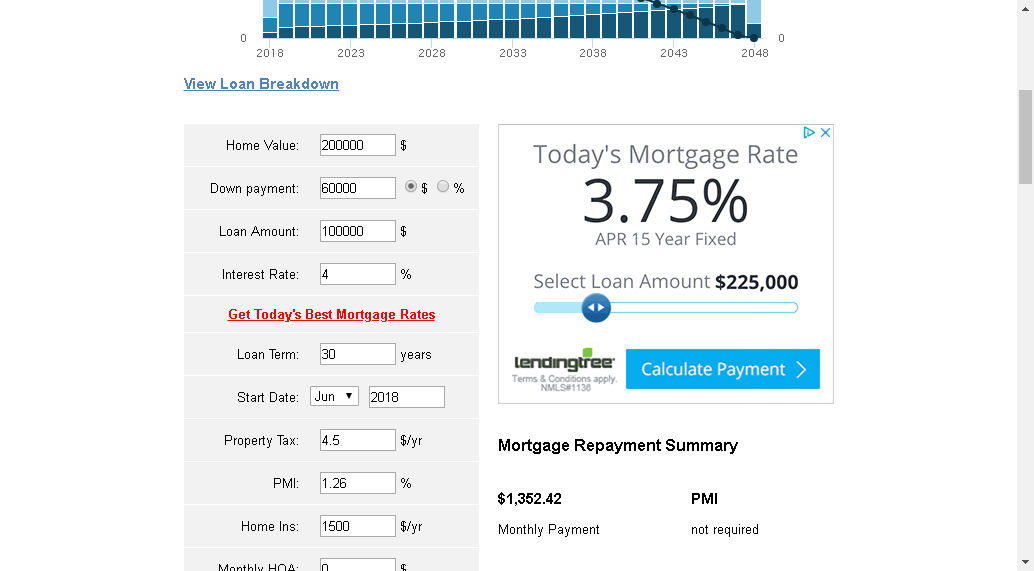 0 0
2018 2023 2028 2033 2038 2043 2048
View Loan Breakdown
Home Value: 200000 $
Down payment: 60000 $ %
Loan Amount: 100000 $
Interest Rate: 4 %
Get Today's Best Mortgage Rates
Loan Term: 30 years
Start Date: Jun 2018
Property Tax: 4.5 $/yr
PMI: 1.26 %
Home Ins: 1500 $/yr
Monthly HOA: 0 $
Today's Mortgage Rate
3.75%
APR 15 Year Fixed
Select Loan Amount $225,000
lendingtree
Terms & Conditions apply.
NMLS#1136
Calculate Payment
Mortgage Repayment Summary
$1,352.42 PMI
Monthly Payment not required